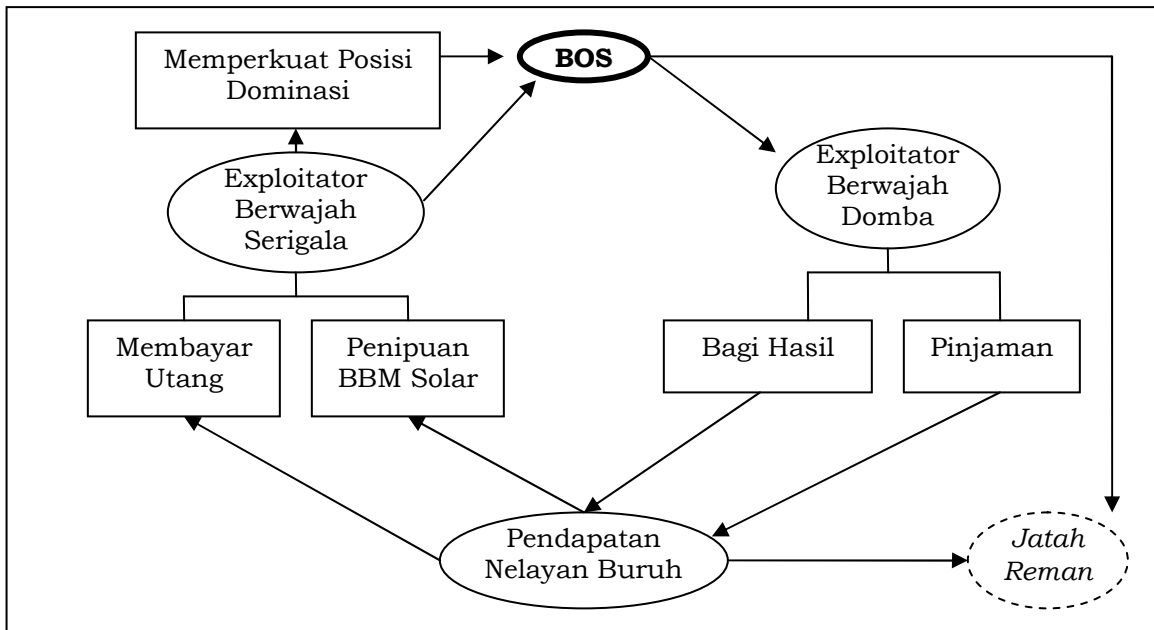 Memperkuat Posisi
Dominasi
BOS
Exploitator
Berwajah
Serigala
Exploitator
Berwajah
Domba
Membayar
Utang
Penipuan
BBM Solar
Bagi Hasil
Pinjaman
Pendapatan
Nelayan Buruh
Jatah
Reman